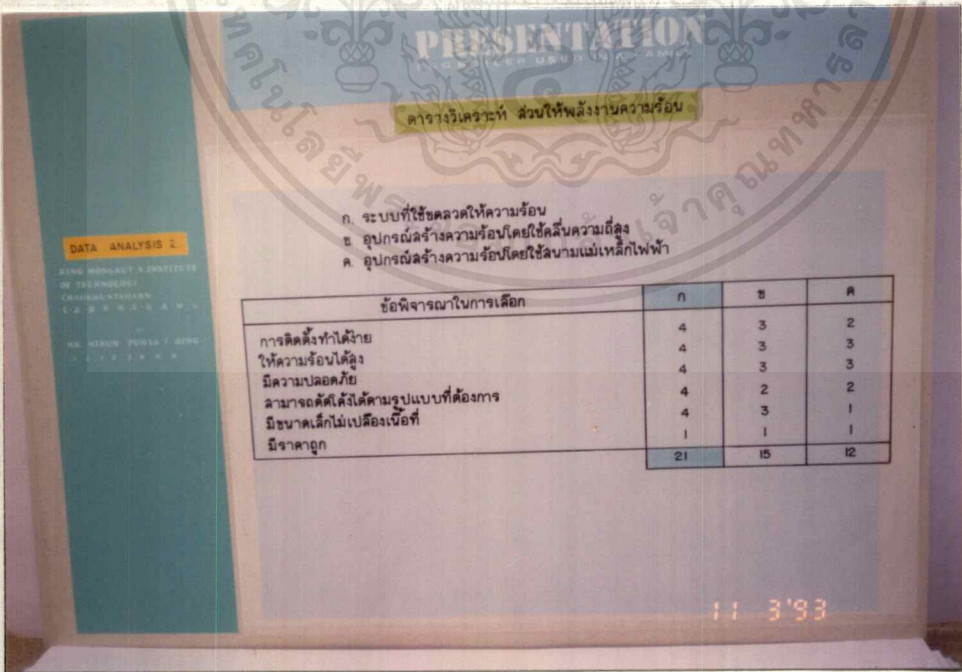 PRESENTATION
ตารางวิเคราะห์ ส่วนให้พลังงานความร้อน
ก. ระบบที่ใช้ขดลวดให้ความร้อน
ข. อุปกรณ์สร้างความร้อนโดยใช้คลื่นความถี่สูง
ค. อุปกรณ์สร้างความร้อนโดยใช้สนามแม่เหล็กไฟฟ้า
DATA ANALYSIS 2
KING MONGKUT'S INSTITUTE
OF TECHNOLOGY
ข้อพิจารณาในการเลือก ก ข ค
การติดตั้งทำได้ง่าย 4 3 2
ให้ความร้อนได้สูง 4 3 3
มีความปลอดภัย 4 3 3
สามารถดัดโค้งได้ตามรูปแบบที่ต้องการ 4 2 2
มีขนาดเล็กไม่เปลืองเนื้อที่ 4 3 1
มีราคาถูก 1 1 1
21 15 12
11 3'93